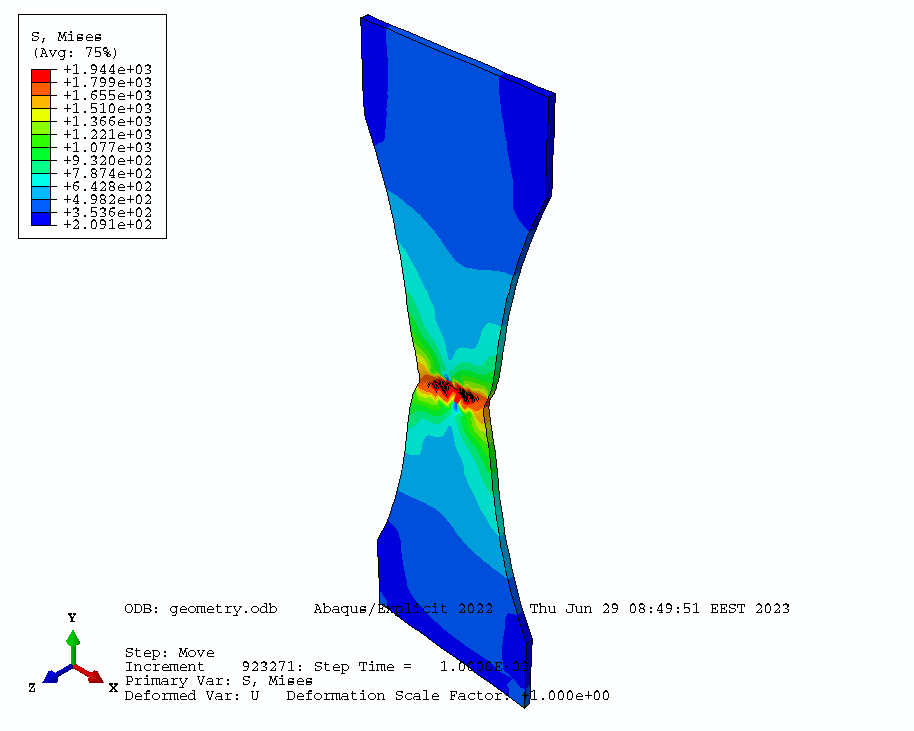 S, Mises
(Avg: 75%)
+1.944e+03
+1.799e+03
+1.655e+03
+1.510e+03
+1.366e+03
+1.221e+03
+1.077e+03
+9.320e+02
+7.874e+02
+6.428e+02
+4.982e+02
+3.536e+02
+2.091e+02
ODB: geometry.odb Abaqus/Explicit 2022 Thu Jun 29 08:49:51 EEST 2023
Y
Z
X
Step: Move
Increment 923271: Step Time = 1.0000E-02
Primary Var: S, Mises
Deformed Var: U Deformation Scale Factor: +1.000e+00